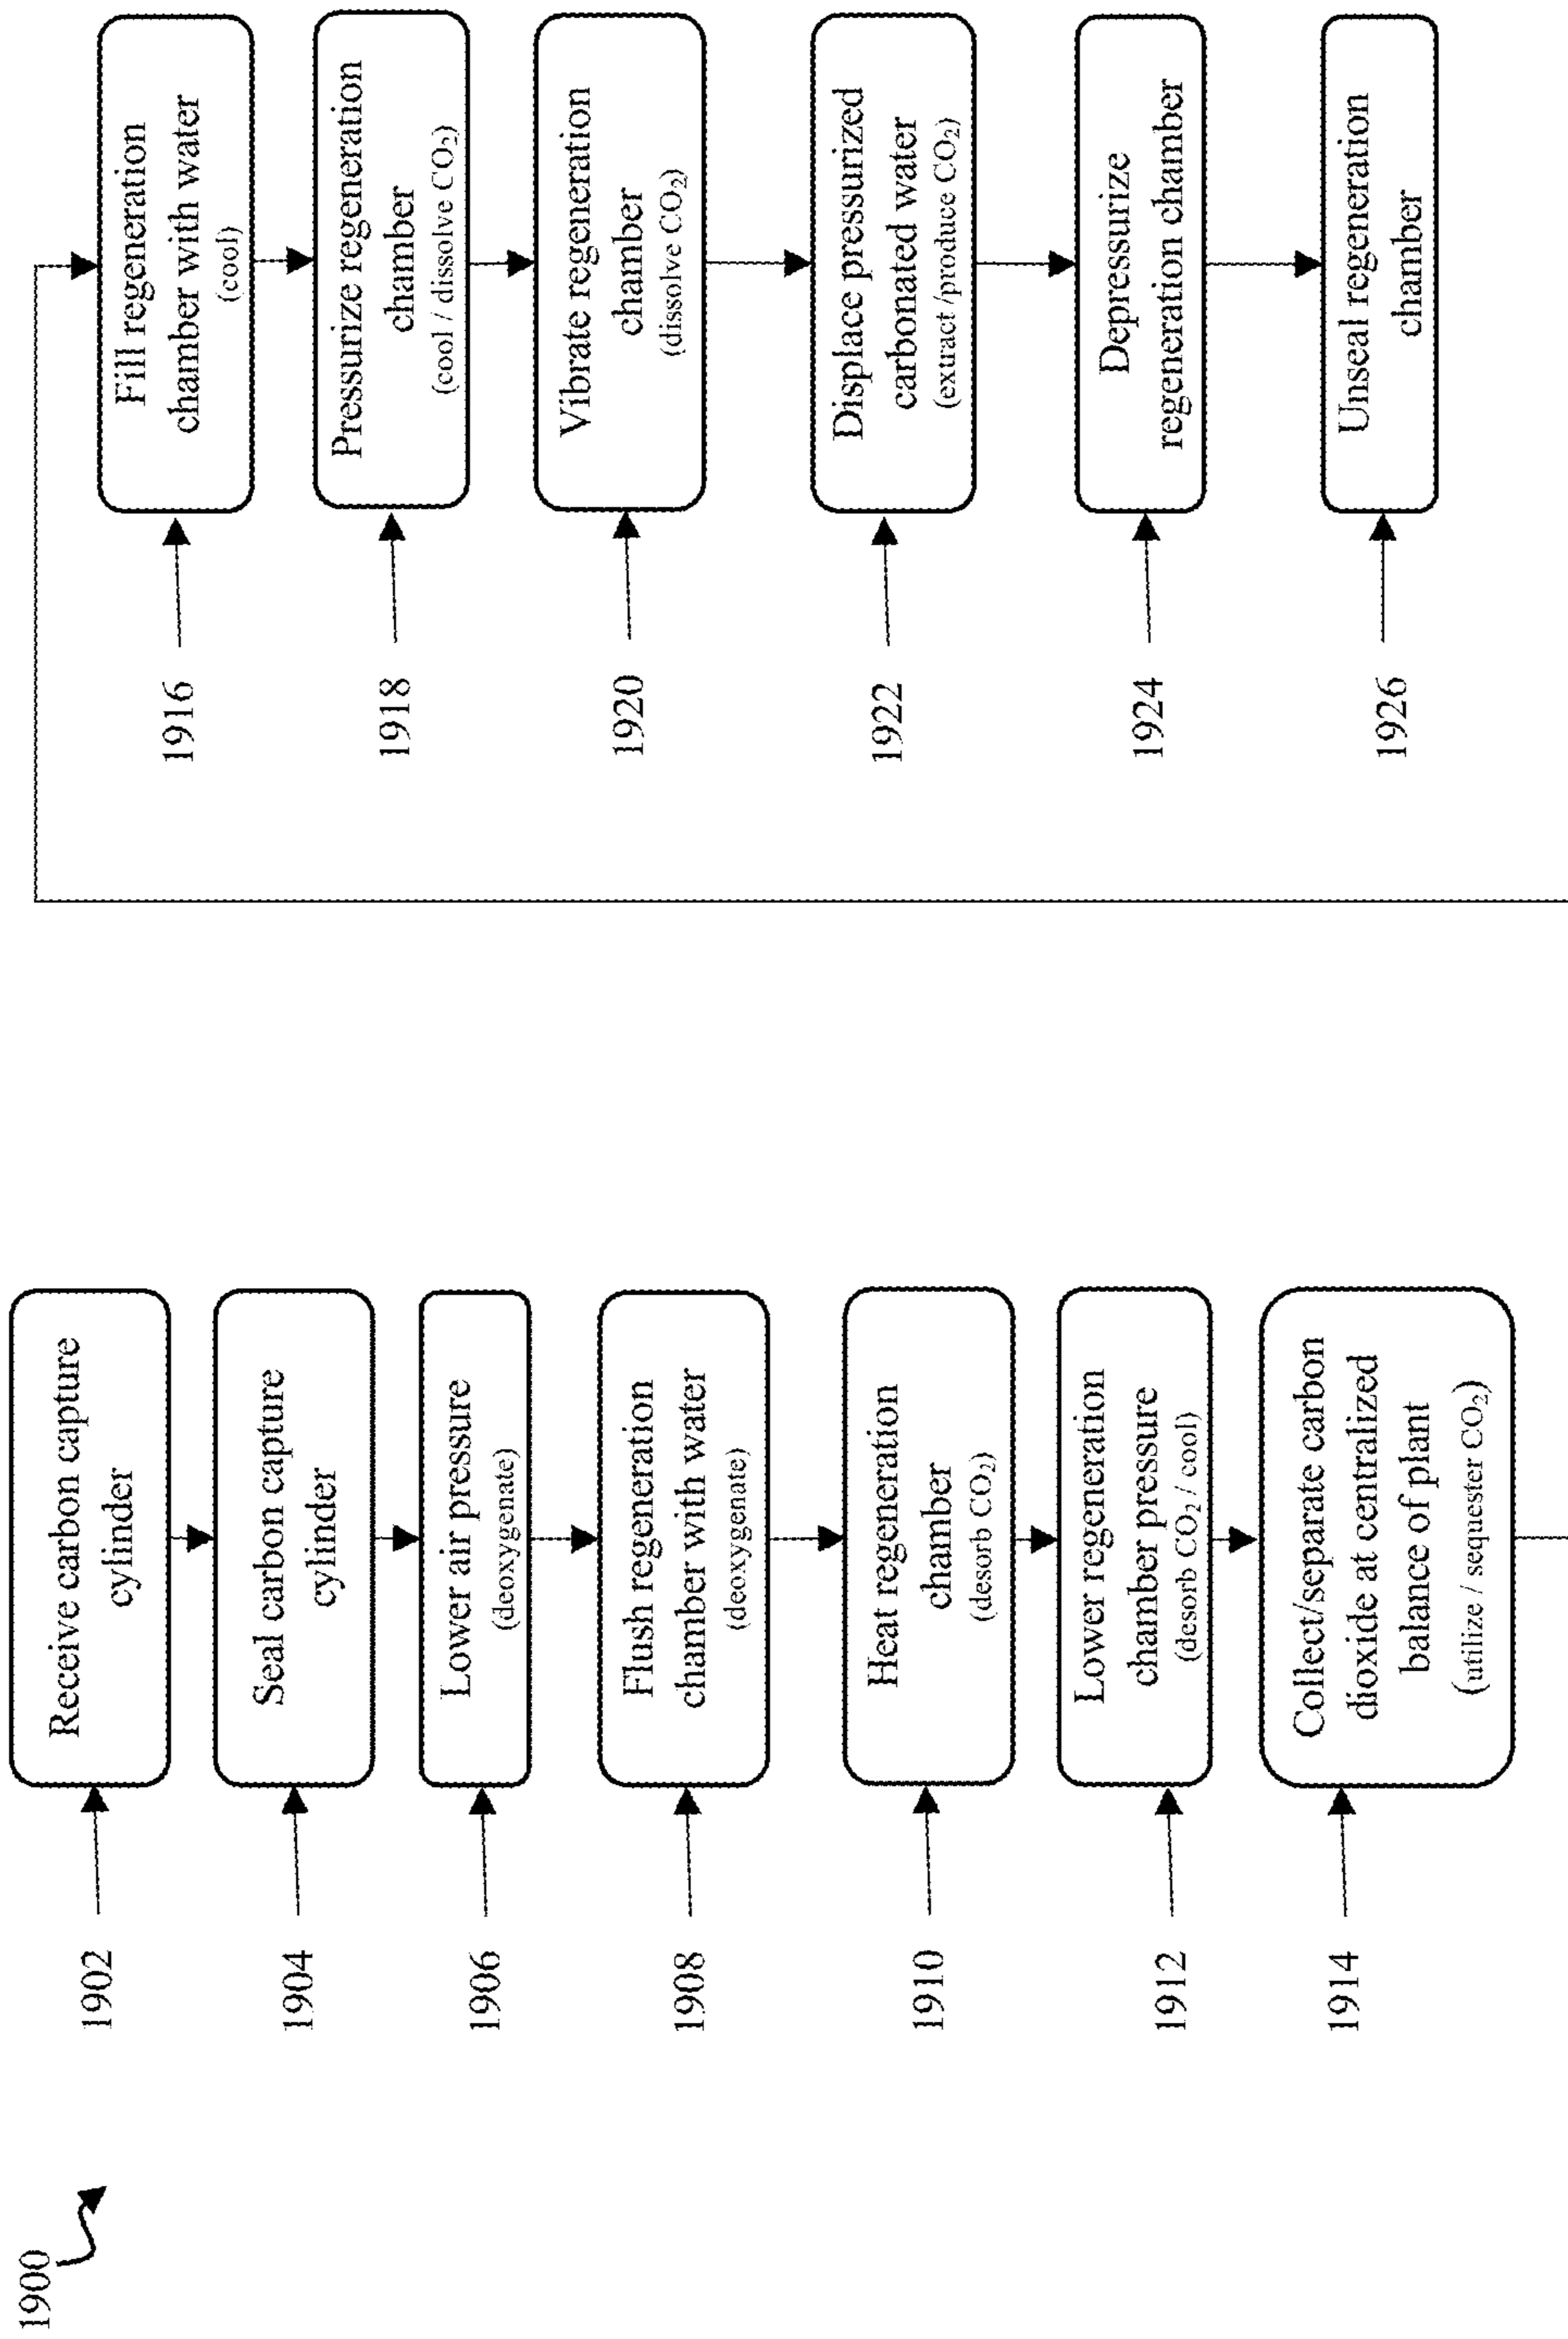 1900
1902
Receive carbon capture
cylinder
1904
Seal carbon capture
cylinder
1906
Lower air pressure
(deoxygenate)
1908
Flush regeneration
chamber with water
(deoxygenate)
1910
Heat regeneration
chamber
(desorb CO₂)
1912
Lower regeneration
chamber pressure
(desorb CO₂ / cool)
1914
Collect/separate carbon
dioxide at centralized
balance of plant
(utilize / sequester CO₂)
1916
Fill regeneration
chamber with water
(cool)
1918
Pressurize regeneration
chamber
(cool / dissolve CO₂)
1920
Vibrate regeneration
chamber
(dissolve CO₂)
1922
Displace pressurized
carbonated water
(extract /produce CO₂)
1924
Depressurize
regeneration chamber
1926
Unseal regeneration
chamber